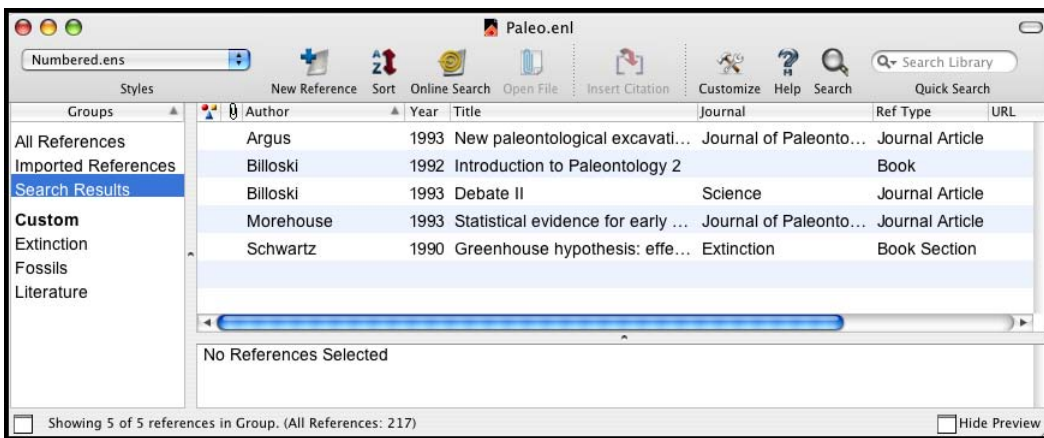 Paleo.enl
Numbered.ens
Search Library
Styles New Reference Sort Online Search Open File Insert Citation Customize Help Search Quick Search
Groups Author Year Title Journal Ref Type URL
All References
Imported References
Search Results
Custom
Extinction
Fossils
Literature
Argus 1993 New paleontological excavati... Journal of Paleonto... Journal Article
Billoski 1992 Introduction to Paleontology 2 Book
Billoski 1993 Debate II Science Journal Article
Morehouse 1993 Statistical evidence for early ... Journal of Paleonto... Journal Article
Schwartz 1990 Greenhouse hypothesis: effe... Extinction Book Section
No References Selected
Showing 5 of 5 references in Group. (All References: 217) Hide Preview